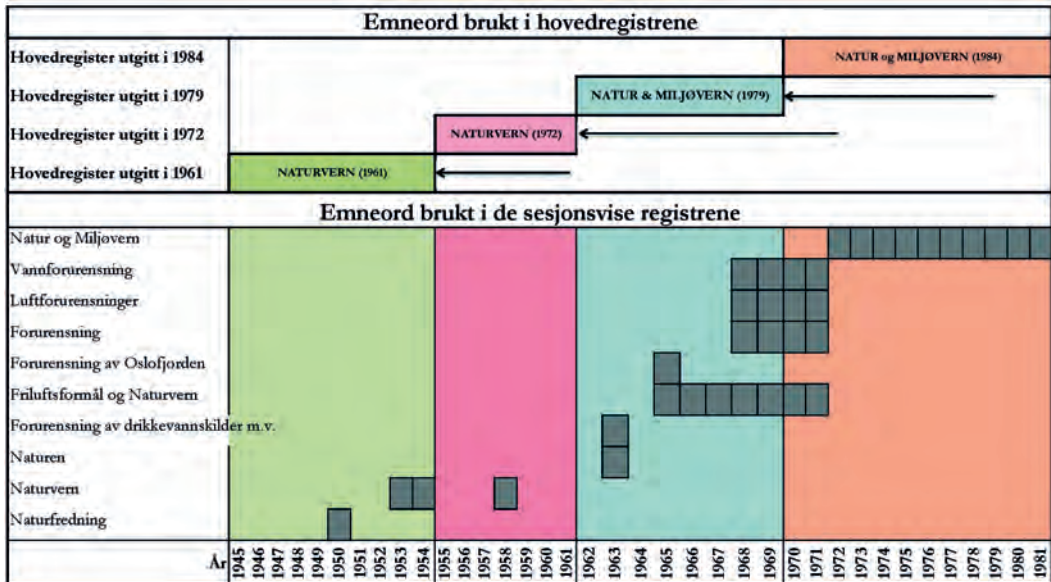 Emneord brukt i hovedregistrene
Hovedregister utgitt i 1984
NATUR og MILJØVERN (1984)
Hovedregister utgitt i 1979
NATUR & MILJØVERN (1979)
Hovedregister utgitt i 1972
NATURVERN (1972)
Hovedregister utgitt i 1961
NATURVERN (1961)
Emneord brukt i de sesjonsvise registrene
Natur og Miljøvern
Vannforurensning
Luftforurensninger
Forurensning
Forurensning av Oslofjorden
Friluftsformål og Naturvern
Forurensning av drikkevannskilder m.v.
Naturen
Naturvern
Naturfredning
År 1945 1946 1947 1948 1949 1950 1951 1952 1953 1954 1955 1956 1957 1958 1959 1960 1961 1962 1963 1964 1965 1966 1967 1968 1969 1970 1971 1972 1973 1974 1975 1976 1977 1978 1979 1980 1981